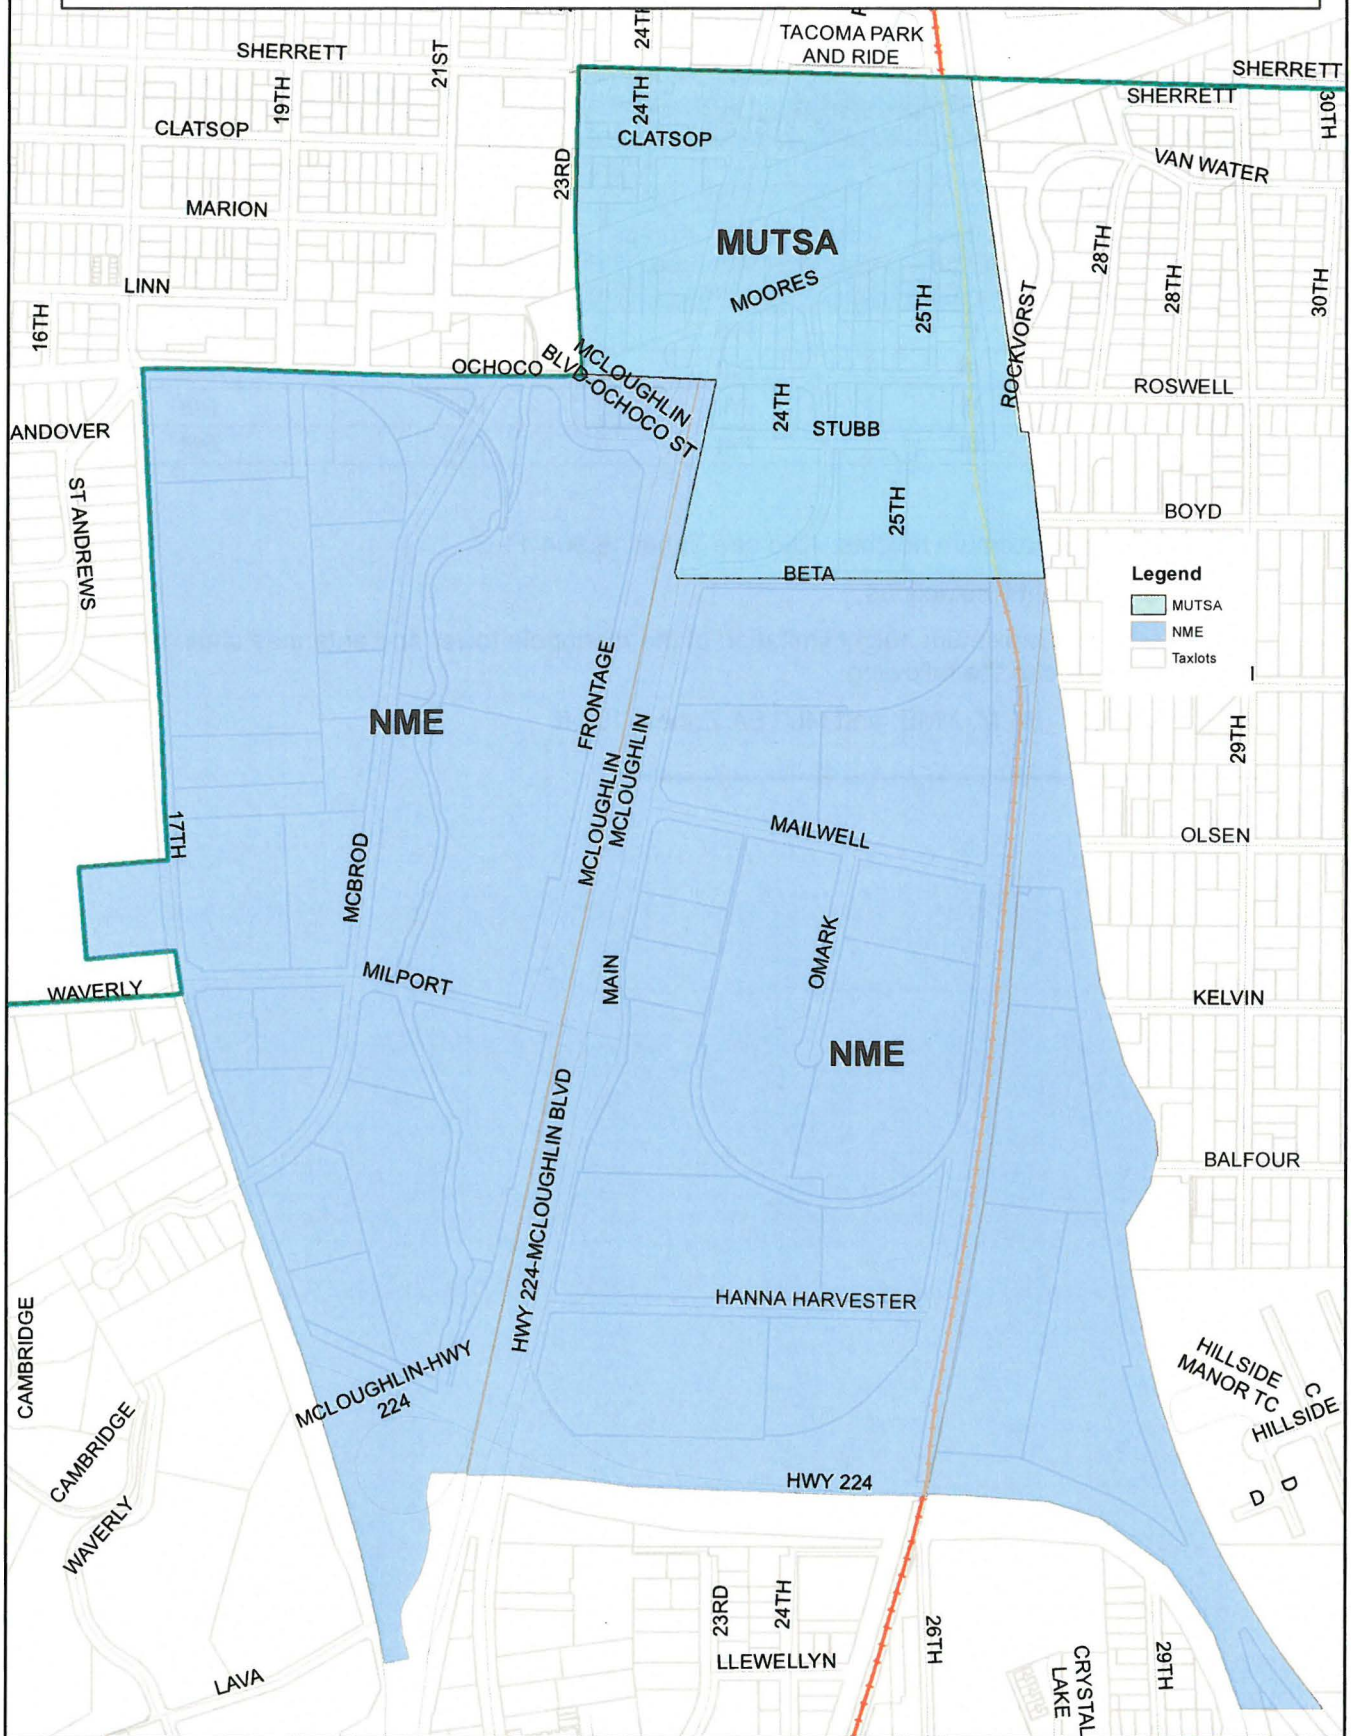 24TH
TACOMA PARK
AND RIDE
SHERRETT
21ST
SHERRETT
SHERRETT
19TH
24TH
30TH
CLATSOP
CLATSOP
VAN WATER
23RD
MARION
MUTSA
28TH
MOORES
LINN
25TH
28TH
30TH
16TH
ROCKVORST
OCHOCO
MCLOUGHLIN
BLVD-OCHOCO ST
ROSWELL
24TH
STUBB
ANDOVER
ST ANDREWS
25TH
BOYD
BETA
Legend
MUTSA
NME
Taxlots
FRONTAGE
NME
29TH
MCLOUGHLIN
MCLOUGHLIN
17TH
MAILWELL
OLSEN
MCBROD
OMARK
MAIN
MILPORT
WAVERLY
KELVIN
NME
HWY 224-MCLOUGHLIN BLVD
BALFOUR
HANNA HARVESTER
CAMBRIDGE
MCLOUGHLIN-HWY
224
HILLSIDE
MANOR TC
C
HILLSIDE
CAMBRIDGE
HWY 224
D
D
WAVERLY
23RD
24TH
26TH
LLEWELLYN
LAVA
CRYSTAL
LAKE
29TH